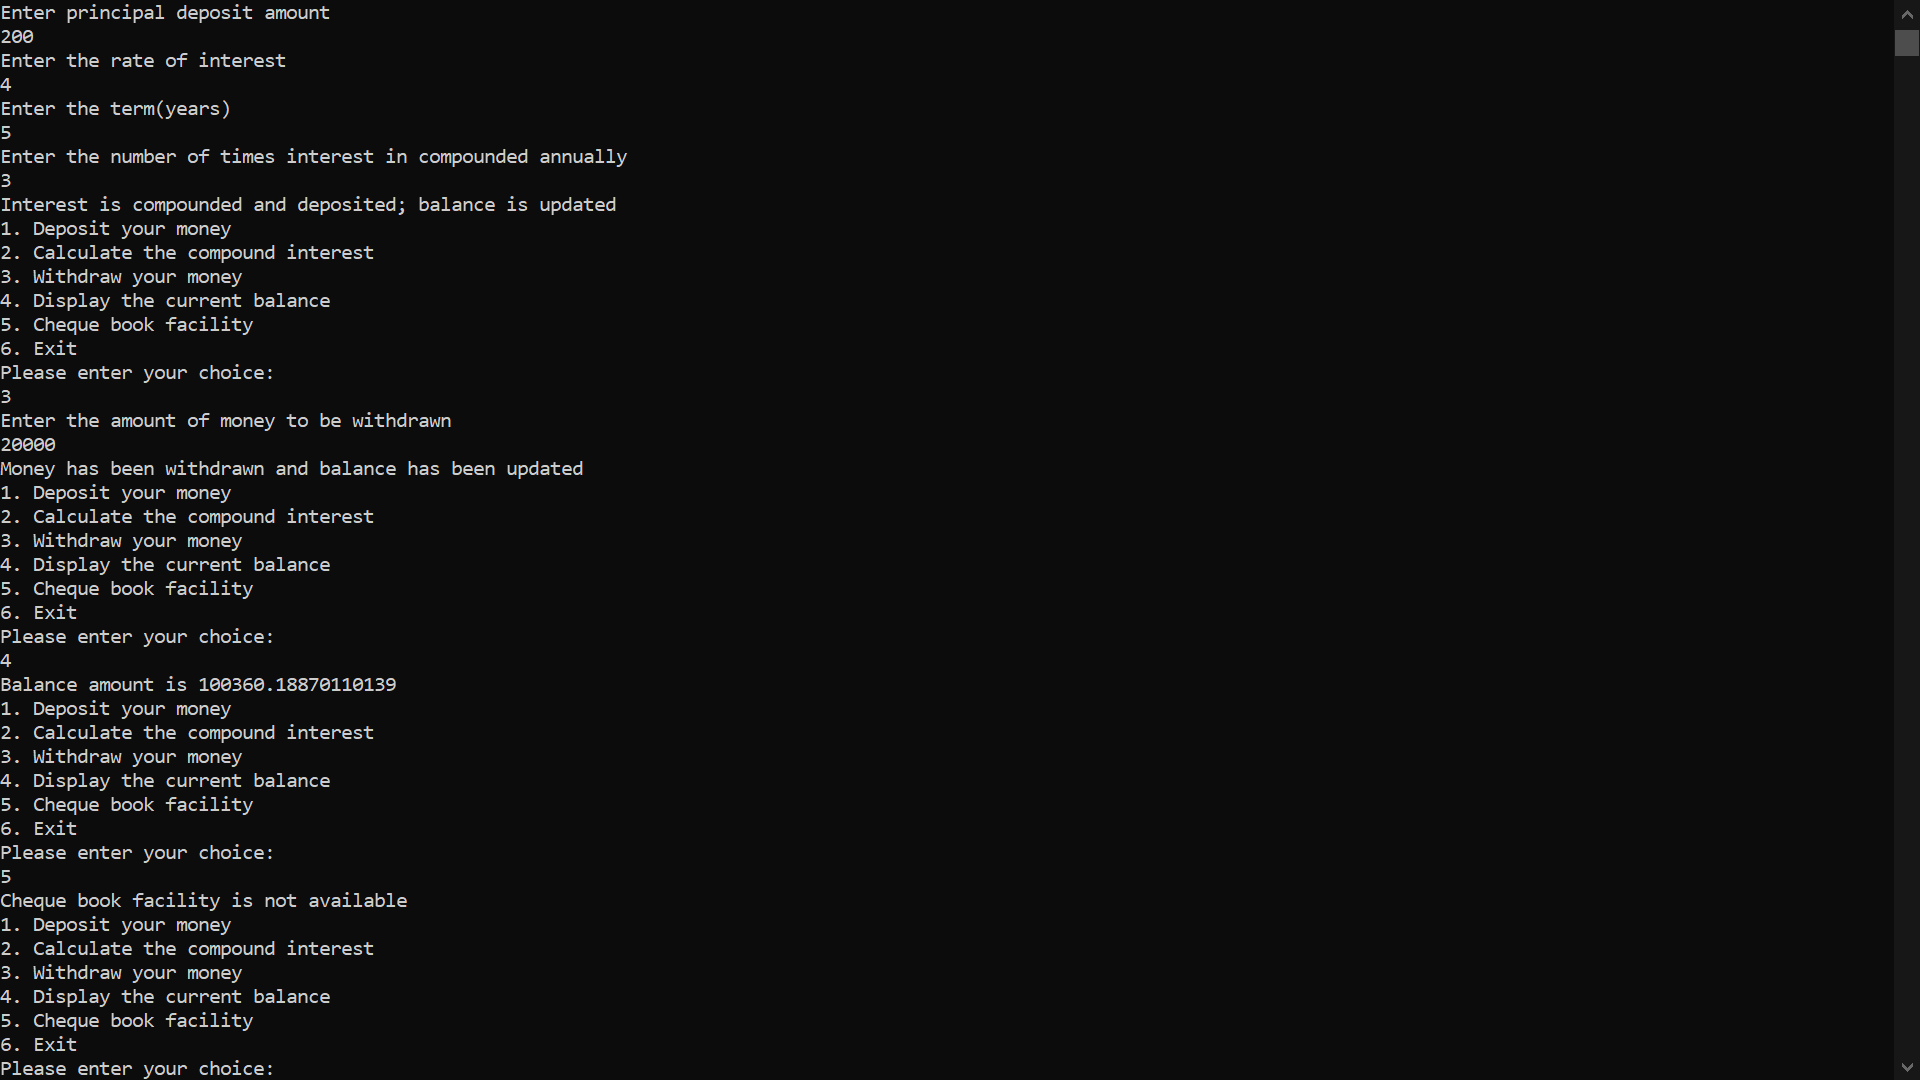 Enter principal deposit amount
200
Enter the rate of interest
4
Enter the term(years)
5
Enter the number of times interest in compounded annually
3
Interest is compounded and deposited; balance is updated
1. Deposit your money
2. Calculate the compound interest
3. Withdraw your money
4. Display the current balance
5. Cheque book facility
6. Exit
Please enter your choice:
3
Enter the amount of money to be withdrawn
20000
Money has been withdrawn and balance has been updated
1. Deposit your money
2. Calculate the compound interest
3. Withdraw your money
4. Display the current balance
5. Cheque book facility
6. Exit
Please enter your choice:
4
Balance amount is 100360.18870110139
1. Deposit your money
2. Calculate the compound interest
3. Withdraw your money
4. Display the current balance
5. Cheque book facility
6. Exit
Please enter your choice:
5
Cheque book facility is not available
1. Deposit your money
2. Calculate the compound interest
3. Withdraw your money
4. Display the current balance
5. Cheque book facility
6. Exit
Please enter your choice: